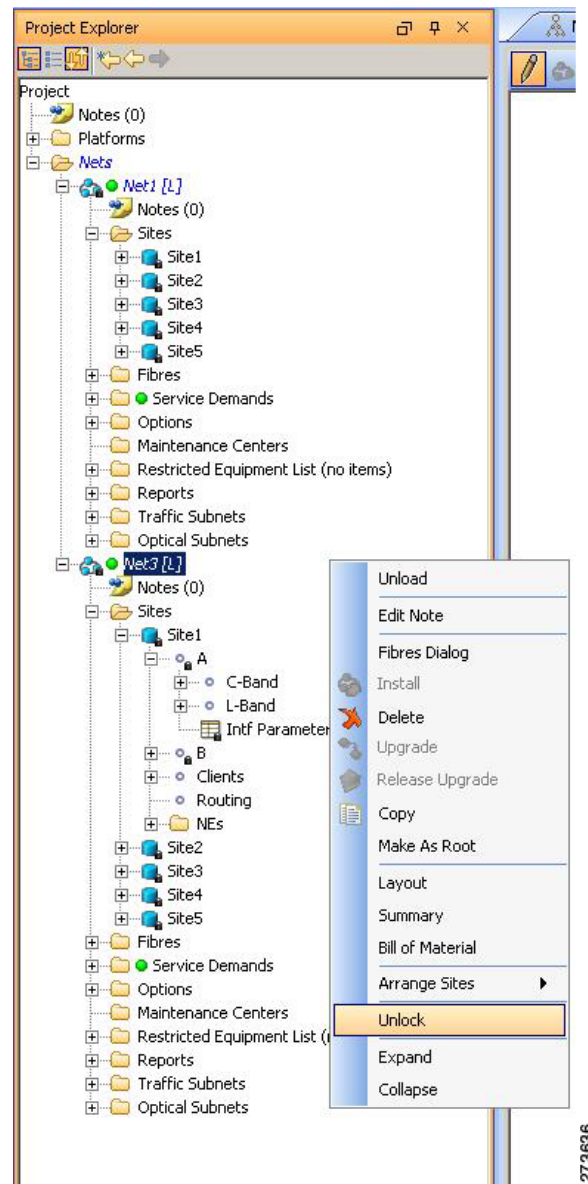 Project Explorer
Project
Notes (0)
Platforms
Nets
Net1 [L]
Notes (0)
Sites
Site1
Site2
Site3
Site4
Site5
Fibres
Service Demands
Options
Maintenance Centers
Restricted Equipment List (no items)
Reports
Traffic Subnets
Optical Subnets
Net3 [L]
Notes (0)
Sites
Site1
A
C-Band
L-Band
Intf Parameter
B
Clients
Routing
NEs
Site2
Site3
Site4
Site5
Fibres
Service Demands
Options
Maintenance Centers
Restricted Equipment List (
Reports
Traffic Subnets
Optical Subnets
Unload
Edit Note
Fibres Dialog
Install
Delete
Upgrade
Release Upgrade
Copy
Make As Root
Layout
Summary
Bill of Material
Arrange Sites
Unlock
Expand
Collapse
273636